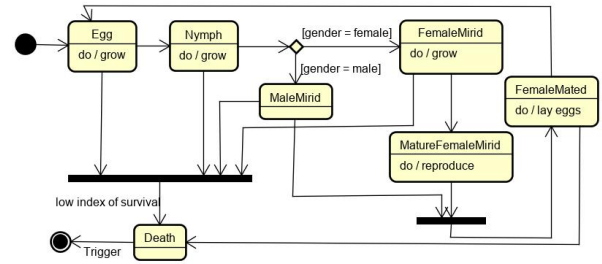 Egg
do / grow
Nymph
do / grow
[gender = female]
FemaleMirid
do / grow
[gender = male]
MaleMirid
FemaleMated
do / lay eggs
MatureFemaleMirid
do / reproduce
low index of survival
Death
Trigger